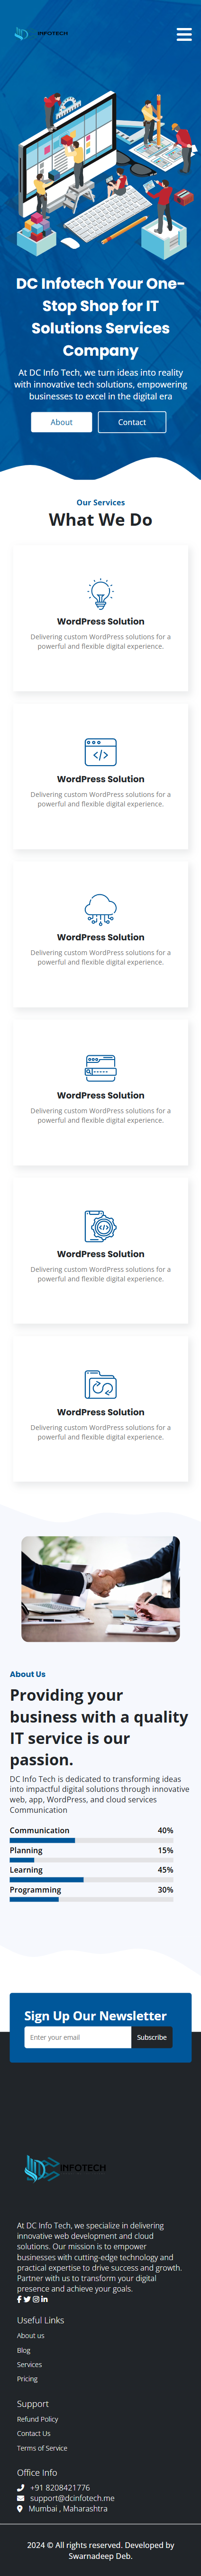 INFOTECH
DC Infotech Your One-
Stop Shop for IT
Solutions Services
Company
At DC Info Tech, we turn ideas into reality
with innovative tech solutions, empowering
businesses to excel in the digital era
About
Contact
Our Services
What We Do
WordPress Solution
Delivering custom WordPress solutions for a
powerful and flexible digital experience.
WordPress Solution
Delivering custom WordPress solutions for a
powerful and flexible digital experience.
WordPress Solution
Delivering custom WordPress solutions for a
powerful and flexible digital experience.
WordPress Solution
Delivering custom WordPress solutions for a
powerful and flexible digital experience.
WordPress Solution
Delivering custom WordPress solutions for a
powerful and flexible digital experience.
WordPress Solution
Delivering custom WordPress solutions for a
powerful and flexible digital experience.
About Us
Providing your
business with a quality
IT service is our
passion.
DC Info Tech is dedicated to transforming ideas
into impactful digital solutions through innovative
web, app, WordPress, and cloud services
Communication
Communication 40%
Planning 15%
Learning 45%
Programming 30%
Sign Up Our Newsletter
Enter your email
Subscribe
DC INFOTECH
At DC Info Tech, we specialize in delivering
innovative web development and cloud
solutions. Our mission is to empower
businesses with cutting-edge technology and
practical expertise to drive success and growth.
Partner with us to transform your digital
presence and achieve your goals.
Useful Links
About us
Blog
Services
Pricing
Support
Refund Policy
Contact Us
Terms of Service
Office Info
+91 8208421776
support@dcinfotech.me
Mumbai , Maharashtra
2024 © All rights reserved. Developed by
Swarnadeep Deb.